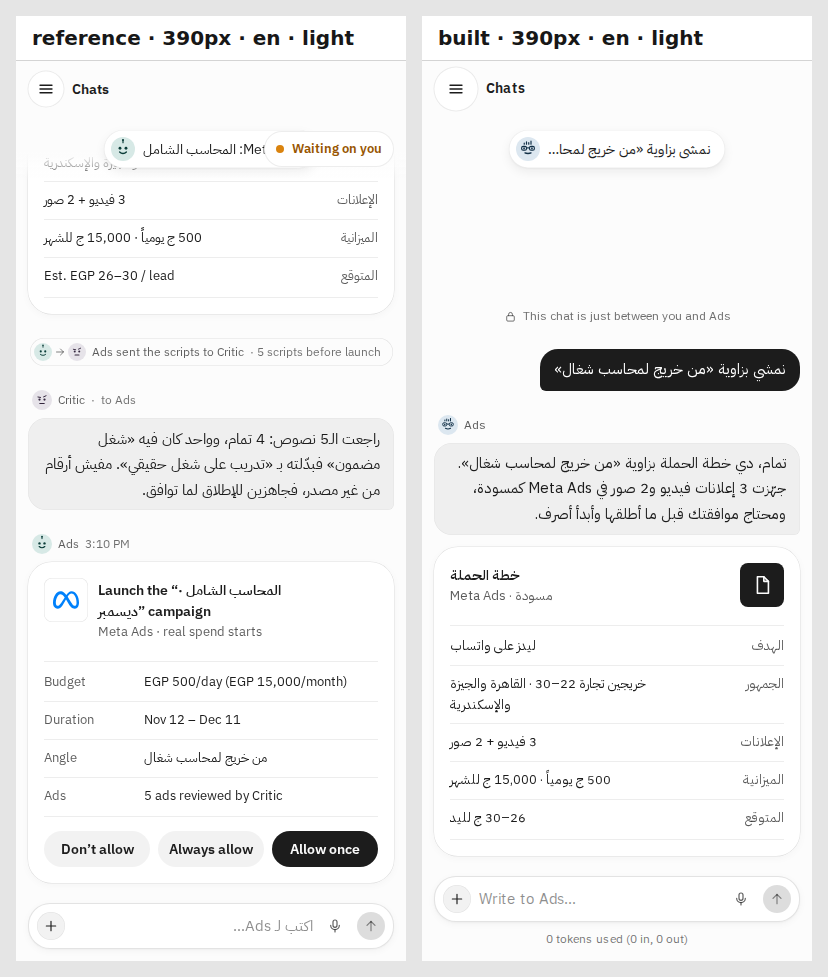 reference · 390px · en · light
Chats
المحاسب الشامل :Met
Waiting on you
والجيزة والإسكندرية
الإعلانات
3 فيديو + 2 صور
الميزانية
500 ج يومياً · 15,000 ج للشهر
المتوقع
Est. EGP 26–30 / lead
Ads sent the scripts to Critic · 5 scripts before launch
Critic · to Ads
راجعت الـ5 نصوص: 4 تمام، وواحد كان فيه «شغل
مضمون» فبدّلته بـ «تدريب على شغل حقيقي». مفيش أرقام
من غير مصدر، فجاهزين للإطلاق لما توافق.
Ads 3:10 PM
Launch the “المحاسب الشامل ·
ديسمبر” campaign
Meta Ads · real spend starts
Budget EGP 500/day (EGP 15,000/month)
Duration Nov 12 – Dec 11
Angle من خريج لمحاسب شغال
Ads 5 ads reviewed by Critic
Don’t allow
Always allow
Allow once
اكتب لـ Ads...
built · 390px · en · light
Chats
نمشي بزاوية «من خريج لمحا...
This chat is just between you and Ads
نمشي بزاوية «من خريج لمحاسب شغال»
Ads
تمام، دي خطة الحملة بزاوية «من خريج لمحاسب شغال».
جهّزت 3 إعلانات فيديو و2 صور في Meta Ads كمسودة،
ومحتاج موافقتك قبل ما أطلقها وأبدأ أصرف.
خطة الحملة
Meta Ads · مسودة
الهدف
ليدز على واتساب
الجمهور
خريجين تجارة 22–30 · القاهرة والجيزة
والإسكندرية
الإعلانات
3 فيديو + 2 صور
الميزانية
500 ج يومياً · 15,000 ج للشهر
المتوقع
26–30 ج لليد
Write to Ads...
0 tokens used (0 in, 0 out)